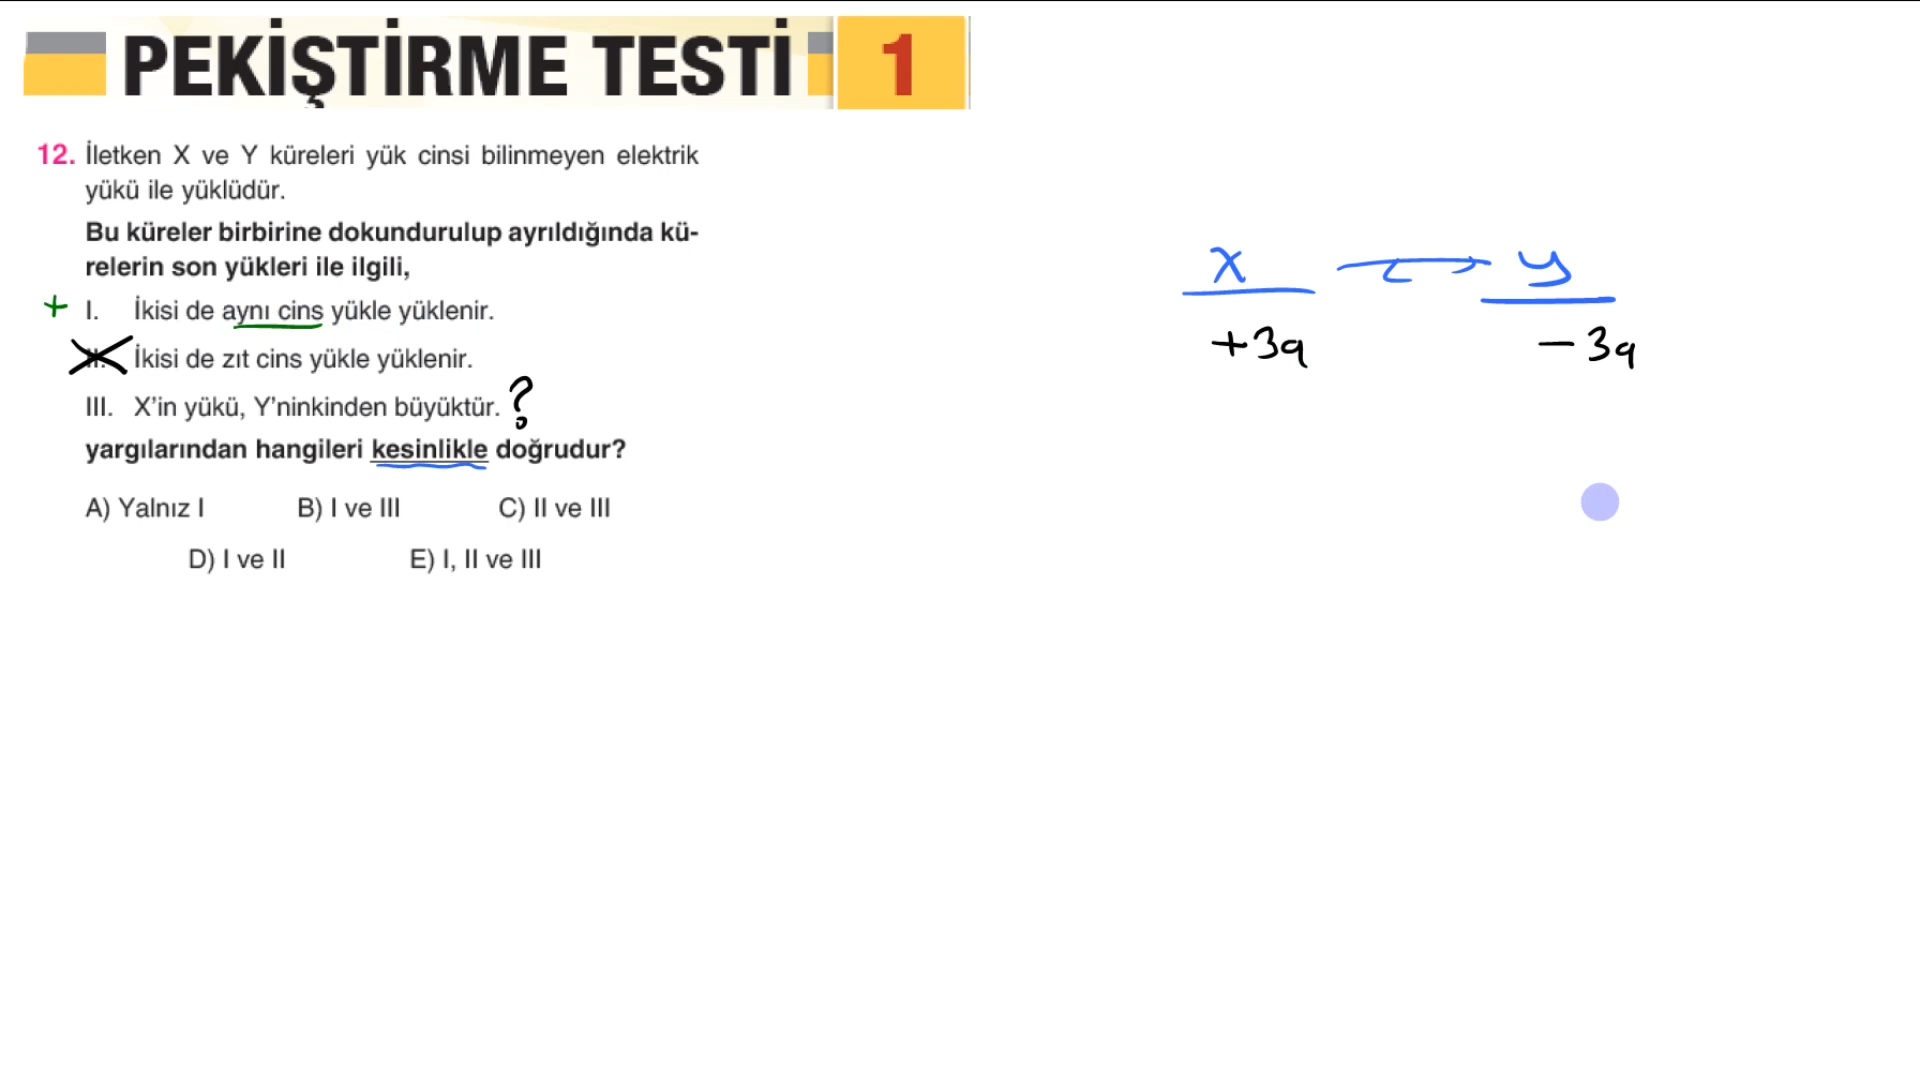 PEKİŞTİRME TESTİ 1
12. İletken X ve Y küreleri yük cinsi bilinmeyen elektrik
yükü ile yüklüdür.
Bu küreler birbirine dokundurulup ayrıldığında kü-
relerin son yükleri ile ilgili,
+ I. İkisi de aynı cins yükle yüklenir.
II. İkisi de zıt cins yükle yüklenir.
III. X'in yükü, Y'ninkinden büyüktür. ?
yargılarından hangileri kesinlikle doğrudur?
A) Yalnız I B) I ve III C) II ve III
D) I ve II E) I, II ve III
x y
+3q −3q